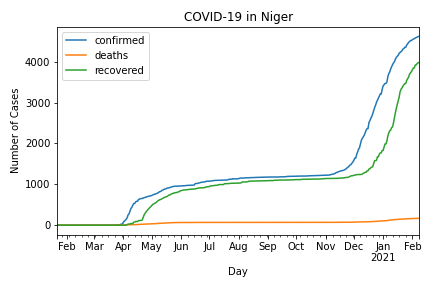 COVID-19 in Niger
confirmed
deaths
recovered
Number of Cases
4000
3000
2000
1000
0
Feb Mar Apr May Jun Jul Aug Sep Oct Nov Dec Jan Feb
2021
Day